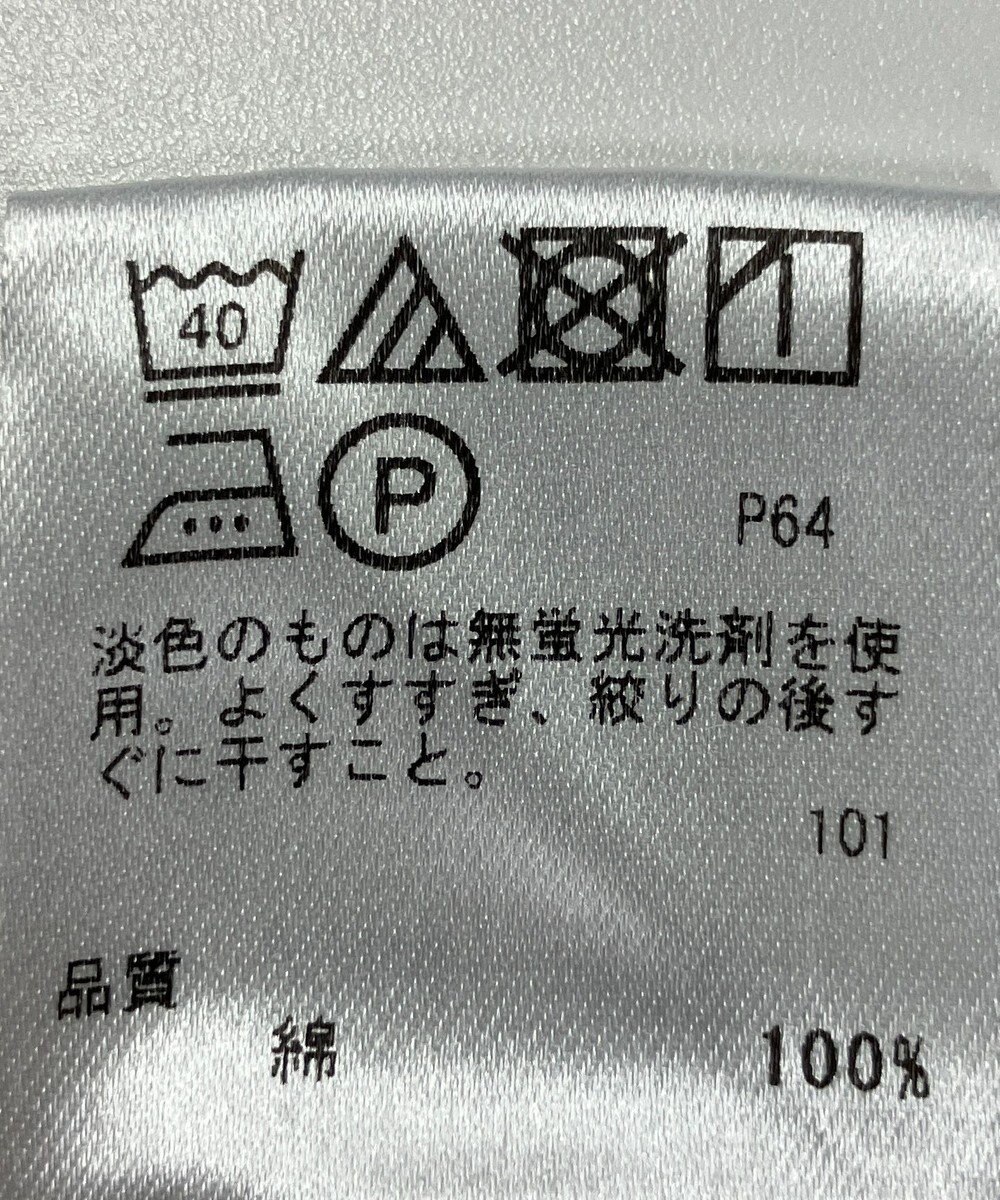 40
P
P64
淡色のものは無蛍光洗剤を使
用。よくすすぎ、絞りの後す
ぐに干すこと。
101
品質
綿 100%